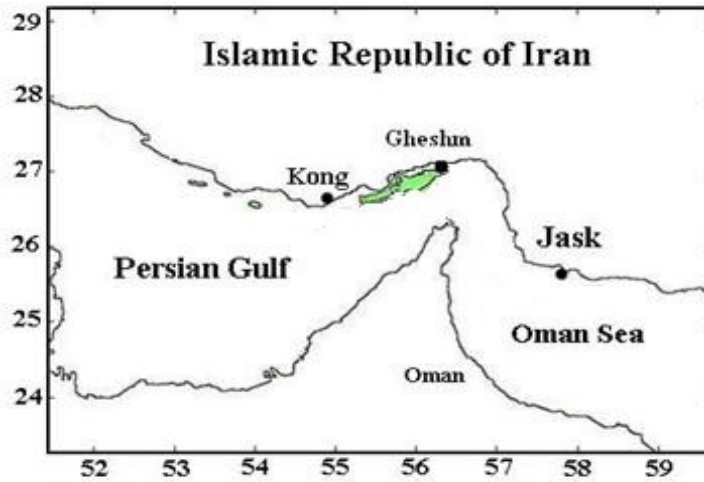 29
Islamic Republic of Iran
28
Gheshm
27
Kong
26
Jask
Persian Gulf
25
Oman Sea
24
Oman
52 53 54 55 56 57 58 59